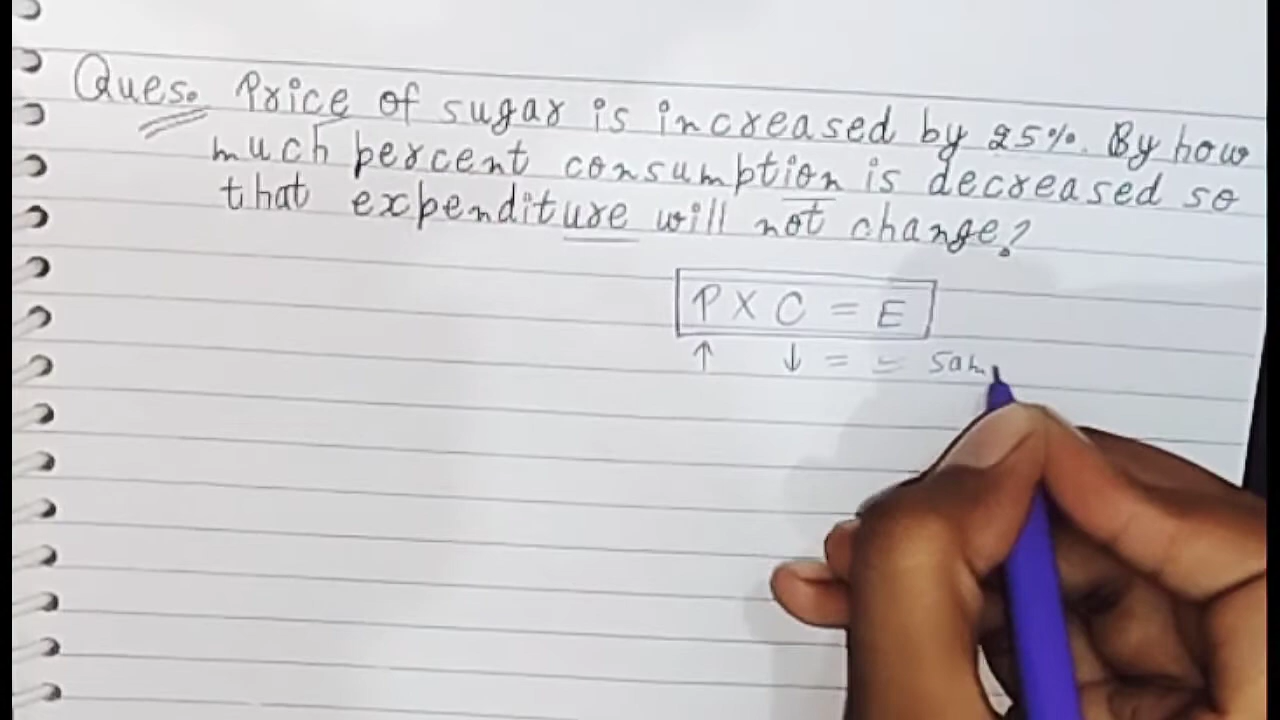 Ques. Price of sugar is increased by 25%. By how
much percent consumption is decreased so
that expenditure will not change?
P X C = E
↑ ↓ = = Sam